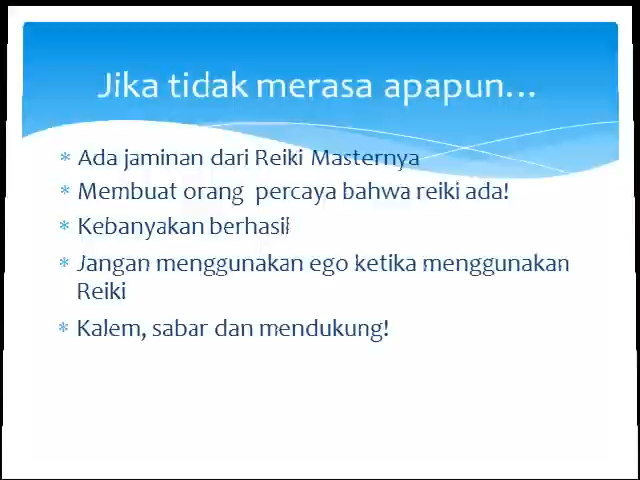 Jika tidak merasa apapun...
* Ada jaminan dari Reiki Masternya
* Membuat orang percaya bahwa reiki ada!
* Kebanyakan berhasil
* Jangan menggunakan ego ketika menggunakan
Reiki
* Kalem, sabar dan mendukung!